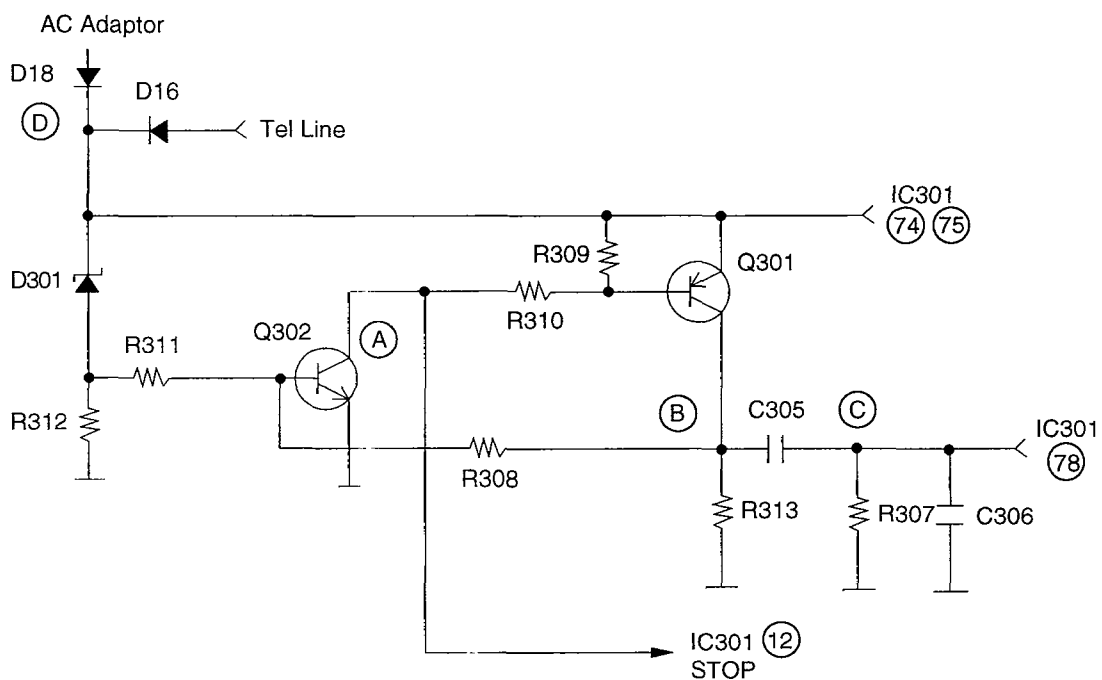 AC Adaptor
D18
D16
D
Tel Line
IC301
74 75
R309
Q301
D301
R310
Q302
A
R311
R312
B
C305
C
IC301
78
R308
R313
R307
C306
IC301 12
STOP